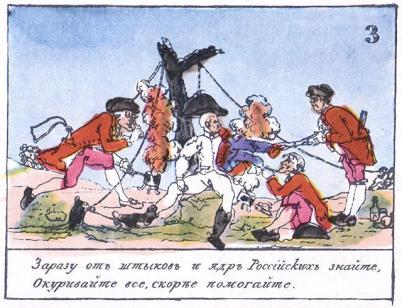 3
Заразу отъ штыковъ и ядръ Россійскихъ знайте,
Окуривайте все, скорѣе помогайте.